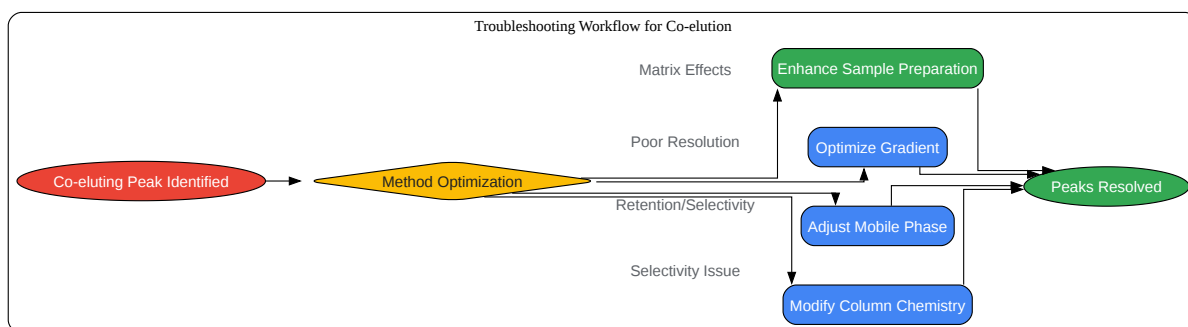 Troubleshooting Workflow for Co-elution
Matrix Effects
Enhance Sample Preparation
Poor Resolution
Optimize Gradient
Co-eluting Peak Identified
Method Optimization
Peaks Resolved
Retention/Selectivity
Adjust Mobile Phase
Selectivity Issue
Modify Column Chemistry